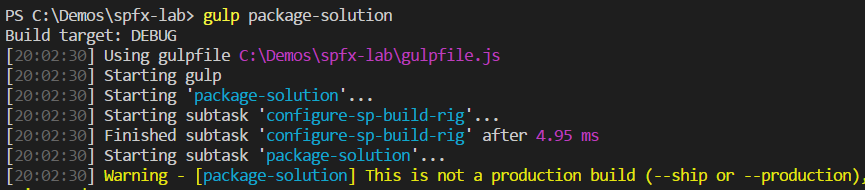 PS C:\Demos\spfx-lab> gulp package-solution
Build target: DEBUG
[20:02:30] Using gulpfile C:\Demos\spfx-lab\gulpfile.js
[20:02:30] Starting gulp
[20:02:30] Starting 'package-solution'...
[20:02:30] Starting subtask 'configure-sp-build-rig'...
[20:02:30] Finished subtask 'configure-sp-build-rig' after 4.95 ms
[20:02:30] Starting subtask 'package-solution'...
[20:02:30] Warning - [package-solution] This is not a production build (--ship or --production),